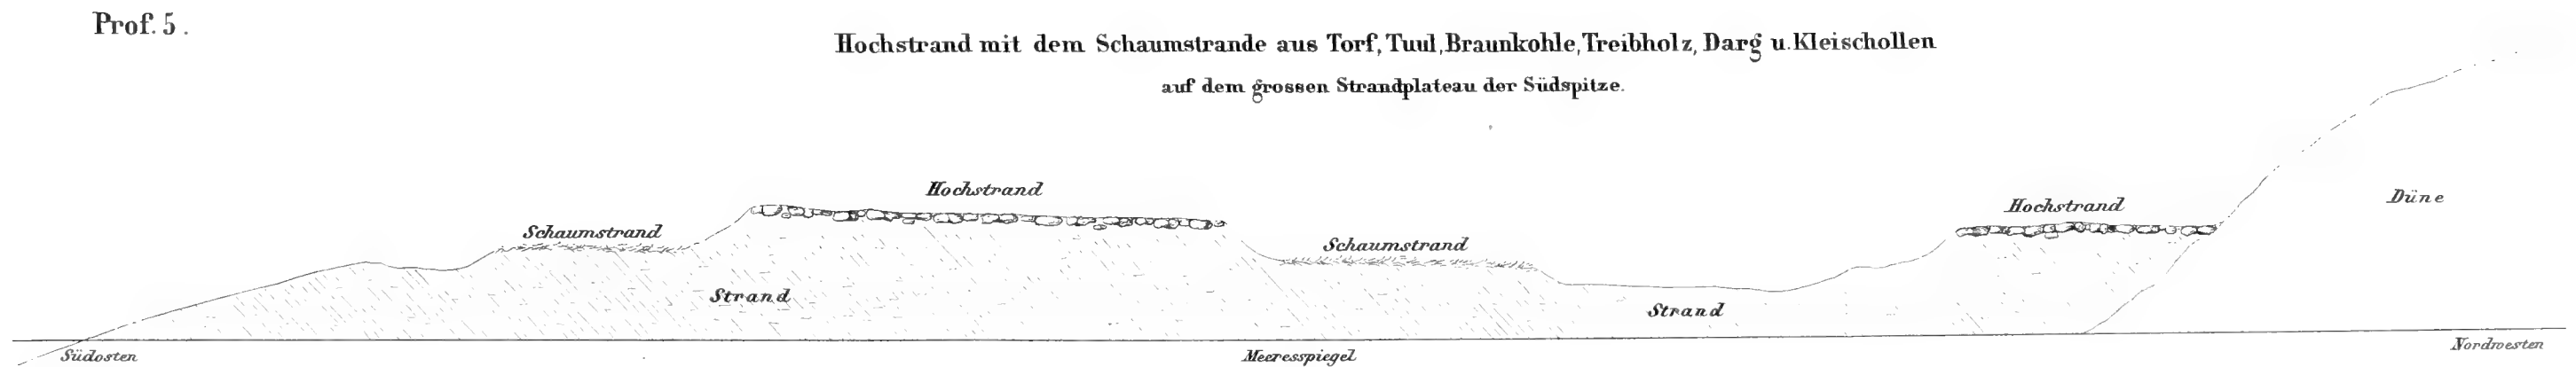 Prof. 5.
Hochstrand mit dem Schaumstrande aus Torf, Tuul, Braunkohle, Treibholz, Darg u. Kleischollen
auf dem grossen Strandplateau der Südspitze.
Hochstrand
Düne
Hochstrand
Schaumstrand
Schaumstrand
Strand
Strand
Südosten
Meeresspiegel
Nordwesten